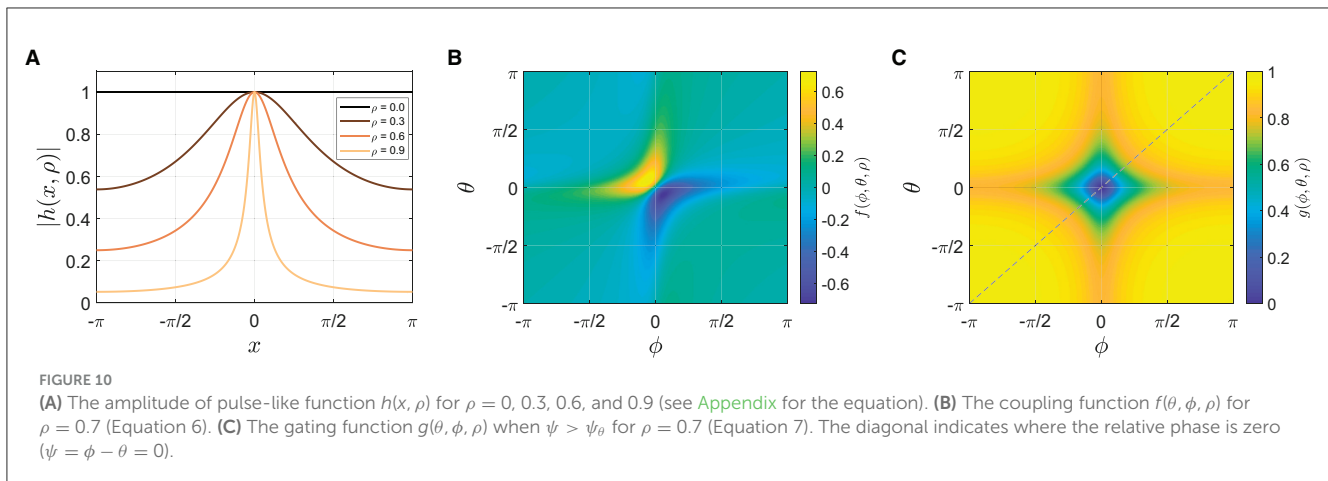 A
B
C
|h(x, ρ)|
1
0.8
0.6
0.4
0.2
0
-π
-π/2
0
π/2
π
x
ρ = 0.0
ρ = 0.3
ρ = 0.6
ρ = 0.9
θ
π
π/2
0
-π/2
-π
-π
-π/2
0
π/2
π
ϕ
0.6
0.4
0.2
0
-0.2
-0.4
-0.6
f(ϕ, θ, ρ)
θ
π
π/2
0
-π/2
-π
-π
-π/2
0
π/2
π
ϕ
1
0.8
0.6
0.4
0.2
0
g(ϕ, θ, ρ)
FIGURE 10
(A) The amplitude of pulse-like function h(x, ρ) for ρ = 0, 0.3, 0.6, and 0.9 (see Appendix for the equation). (B) The coupling function f(θ, ϕ, ρ) for
ρ = 0.7 (Equation 6). (C) The gating function g(θ, ϕ, ρ) when ψ > ψθ for ρ = 0.7 (Equation 7). The diagonal indicates where the relative phase is zero
(ψ = ϕ − θ = 0).